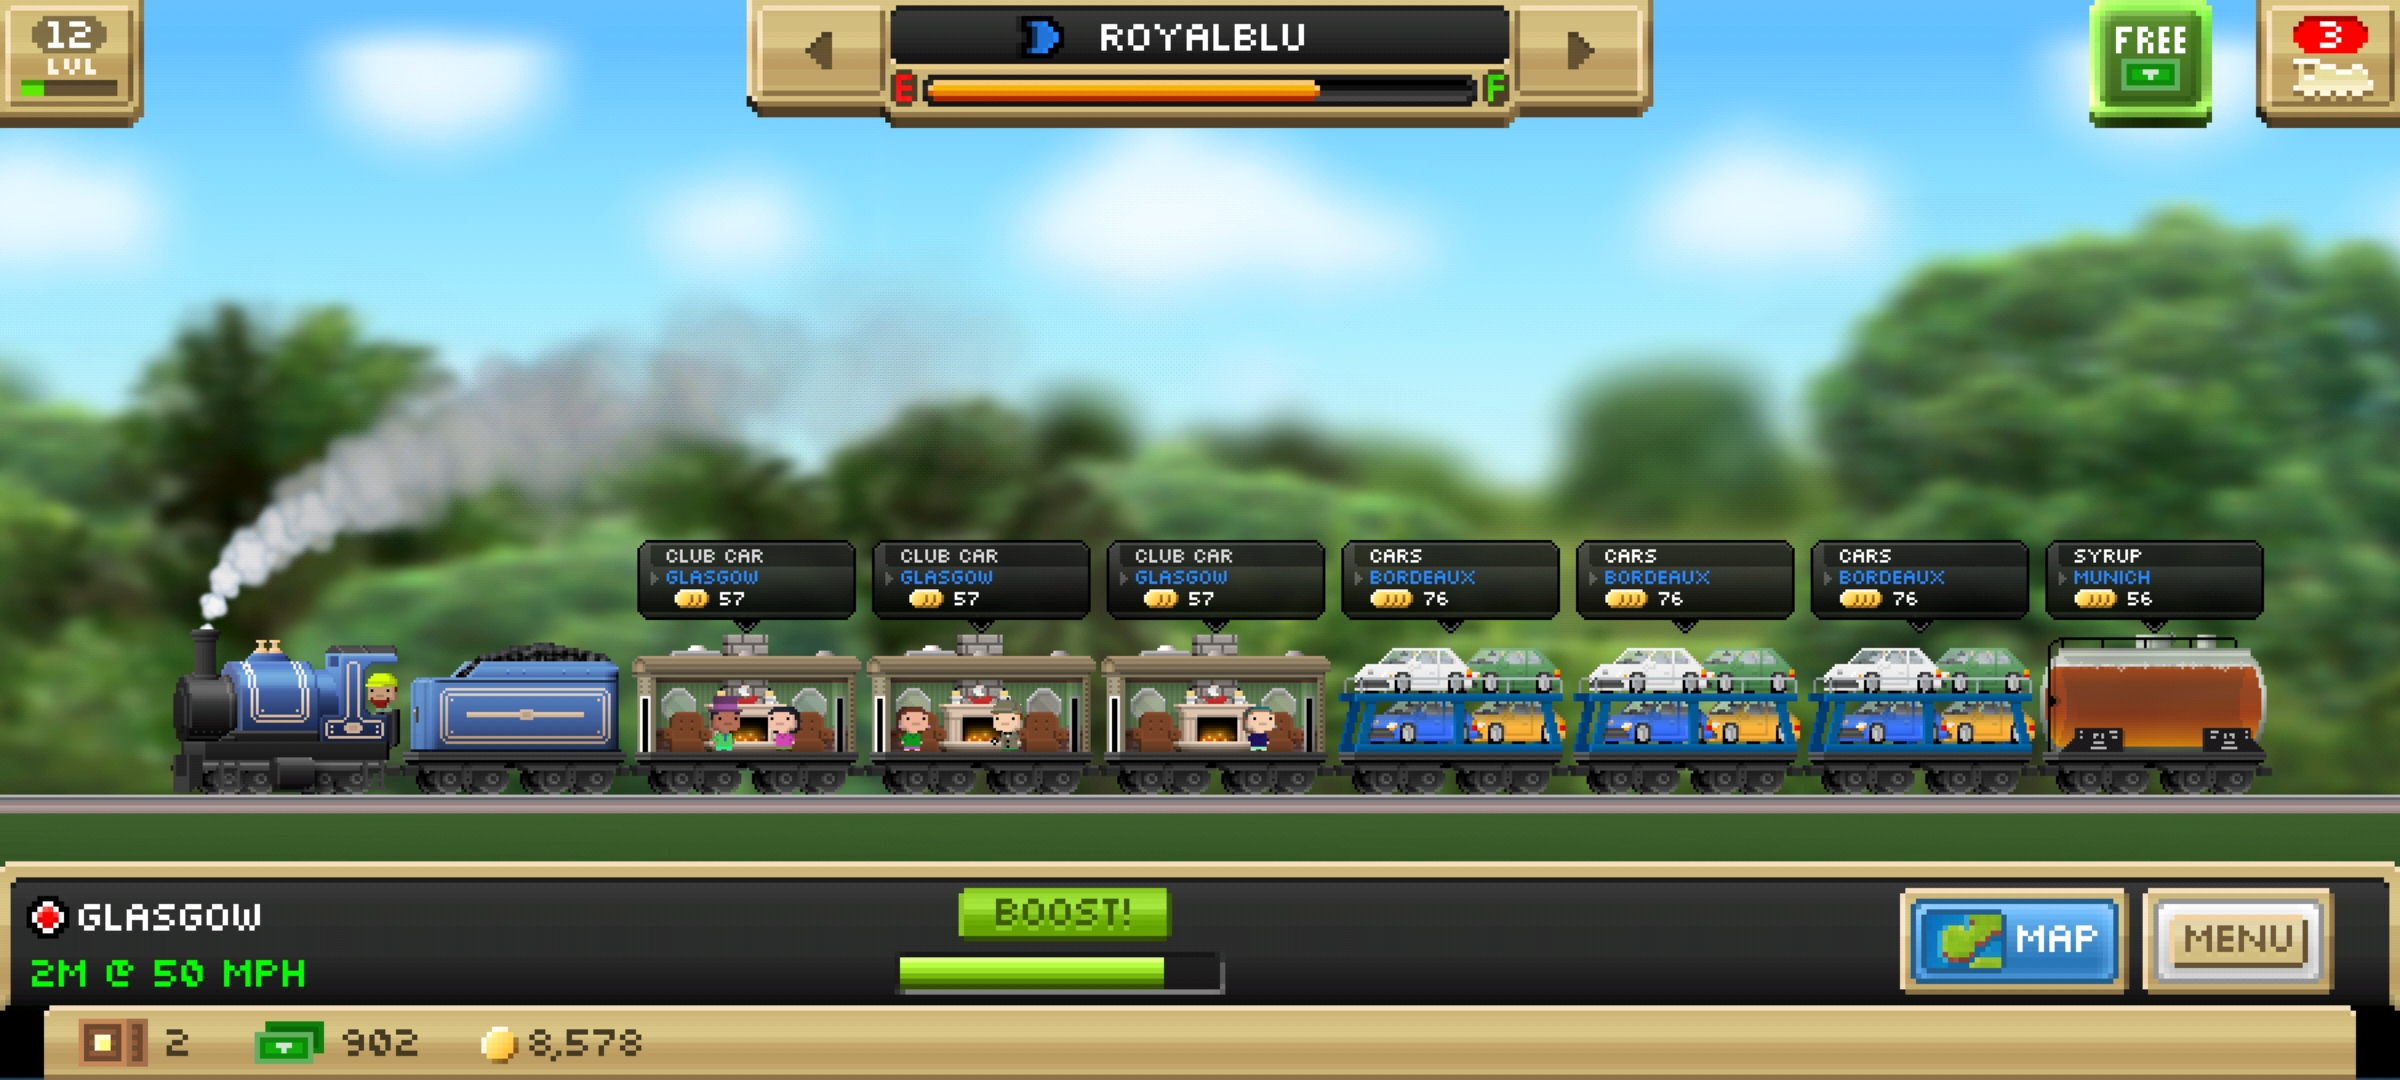 12
LVL
ROYALBLU
E F
FREE
3
CLUB CAR
GLASGOW
57
CLUB CAR
GLASGOW
57
CLUB CAR
GLASGOW
57
CARS
BORDEAUX
76
CARS
BORDEAUX
76
CARS
BORDEAUX
76
SYRUP
MUNICH
56
GLASGOW
2M @ 50 MPH
BOOST!
MAP
MENU
2
902
8,578